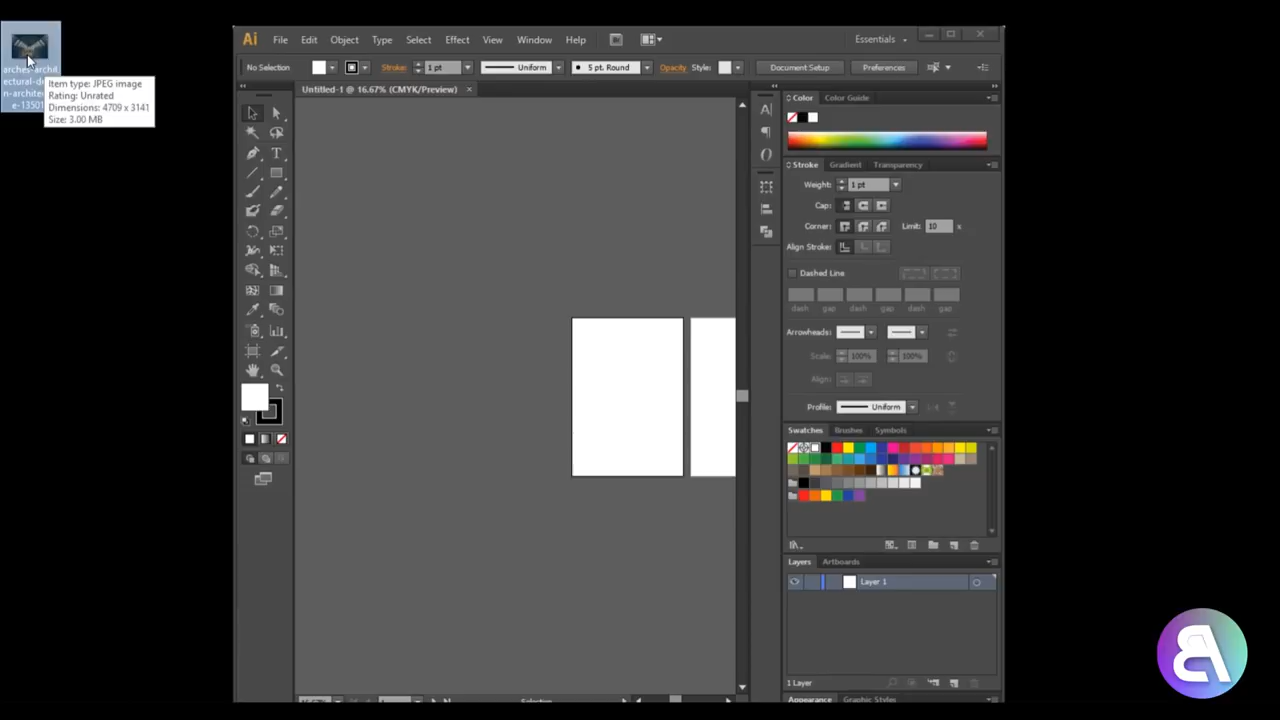 Ai File Edit Object Type Select Effect View Window Help Essentials
No Selection Stroke: 1 pt Uniform 5 pt. Round Opacity Style: Document Setup Preferences
Untitled-1 @ 16.67% (CMYK/Preview)
Item type: JPEG image
Rating: Unrated
Dimensions: 4709 x 3141
Size: 3.00 MB
Color Color Guide
Stroke Gradient Transparency
Weight: 1 pt
Cap:
Corner: Limit: 10 x
Align Stroke:
Dashed Line
dash gap dash gap dash gap
Arrowheads:
Scale: 100% 100%
Align:
Profile: Uniform
Swatches Brushes Symbols
Layers Artboards
Layer 1
1 Layer
Appearance Graphic Styles
Selection